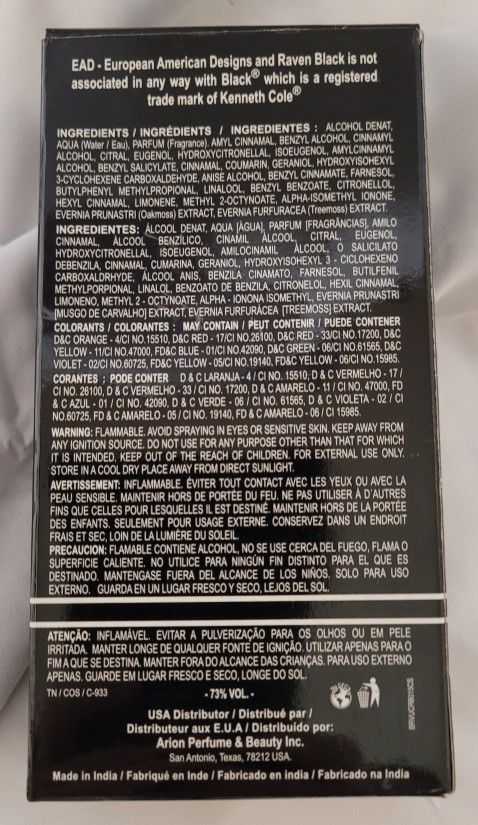 EAD - European American Designs and Raven Black is not
associated in any way with Black® which is a registered
trade mark of Kenneth Cole®
INGREDIENTS / INGRÉDIENTS / INGREDIENTES : ALCOHOL DENAT,
AQUA (Water / Eau), PARFUM (Fragrance). AMYL CINNAMAL, BENZYL ALCOHOL, CINNAMYL
ALCOHOL, CITRAL, EUGENOL, HYDROXYCITRONELLAL, ISOEUGENOL, AMYLCINNAMYL
ALCOHOL, BENZYL SALICYLATE, CINNAMAL, COUMARIN, GERANIOL, HYDROXYISOHEXYL
3-CYCLOHEXENE CARBOXALDEHYDE, ANISE ALCOHOL, BENZYL CINNAMATE, FARNESOL,
BUTYLPHENYL METHYLPROPIONAL, LINALOOL, BENZYL BENZOATE, CITRONELLOL,
HEXYL CINNAMAL, LIMONENE, METHYL 2-OCTYNOATE, ALPHA-ISOMETHYL IONONE,
EVERNIA PRUNASTRI (Oakmoss) EXTRACT, EVERNIA FURFURACEA (Treemoss) EXTRACT.
INGREDIENTES: ÁLCOOL DENAT, AQUA [ÁGUA], PARFUM [FRAGRÂNCIAS], AMILO
CINNAMAL, ÁLCOOL BENZÍLICO, CINAMIL ÁLCOOL, CITRAL, EUGENOL,
HYDROXYCITRONELLAL, ISOEUGENOL, AMILOCINAMIL ÁLCOOL O SALICILATO
DEBENZILA, CINNAMAL, CUMARINA, GERANIOL, HYDROXYISOHEXYL 3 - CICLOHEXENO
CARBOXALDHYDE, ÁLCOOL ANIS, BENZILA CINAMATO, FARNESOL, BUTILFENIL
METHYLPORPIONAL, LINALOL, BENZOATO DE BENZILA, CITRONELOL, HEXIL CINNAMAL,
LIMONENO, METHYL 2 - OCTYNOATE, ALPHA - IONONA ISOMETHYL, EVERNIA PRUNASTRI
[MUSGO DE CARVALHO] EXTRACT, EVERNIA FURFURACEA [TREEMOSS] EXTRACT.
COLORANTS / COLORANTES : MAY CONTAIN / PEUT CONTENIR / PUEDE CONTENER
D&C ORANGE - 4/CI NO.15510, D&C RED - 17/CI NO.26100, D&C RED - 33/CI NO.17200, D&C
YELLOW - 11/CI NO.47000, FD&C BLUE - 01/CI NO.42090, D&C GREEN - 06/CI NO.61565, D&C
VIOLET - 02/CI NO.60725, FD&C YELLOW - 05/CI NO.19140, FD&C YELLOW - 06/CI NO.15985.
CORANTES : PODE CONTER D & C LARANJA - 4 / CI NO. 15510; D & C VERMELHO - 17 /
CI NO. 26100, D & C VERMELHO - 33 / CI NO. 17200, D & C AMARELO - 11 / CI NO. 47000, FD
& C AZUL - 01 / CI NO. 42090, D & C VERDE - 06 / CI NO. 61565, D & C VIOLETA - 02 / CI
NO.60725, FD & C AMARELO - 05 / CI NO. 19140, FD & C AMARELO - 06 / CI 15985.
WARNING: FLAMMABLE. AVOID SPRAYING IN EYES OR SENSITIVE SKIN. KEEP AWAY FROM
ANY IGNITION SOURCE. DO NOT USE FOR ANY PURPOSE OTHER THAN THAT FOR WHICH
IT IS INTENDED. KEEP OUT OF THE REACH OF CHILDREN. FOR EXTERNAL USE ONLY.
STORE IN A COOL DRY PLACE AWAY FROM DIRECT SUNLIGHT.
AVERTISSEMENT: INFLAMMABLE. ÉVITER TOUT CONTACT AVEC LES YEUX OU AVEC LA
PEAU SENSIBLE. MAINTENIR HORS DE PORTÉE DU FEU. NE PAS UTILISER À D'AUTRES
FINS QUE CELLES POUR LESQUELLES IL EST DESTINÉ. MAINTENIR HORS DE LA PORTÉE
DES ENFANTS. SEULEMENT POUR USAGE EXTERNE. CONSERVEZ DANS UN ENDROIT
FRAIS ET SEC, LOIN DE LA LUMIÈRE DU SOLEIL.
PRECAUCION: FLAMABLE CONTIENE ALCOHOL, NO SE USE CERCA DEL FUEGO, FLAMA O
SUPERFICIE CALIENTE. NO UTILICE PARA NINGÚN FIN DISTINTO PARA EL QUE ES
DESTINADO. MANTENGASE FUERA DEL ALCANCE DE LOS NIÑOS. SOLO PARA USO
EXTERNO. GUARDA EN UN LUGAR FRESCO Y SECO, LEJOS DEL SOL.
ATENÇÃO: INFLAMÁVEL. EVITAR A PULVERIZAÇÃO PARA OS OLHOS OU EM PELE
IRRITADA. MANTER LONGE DE QUALQUER FONTE DE IGNIÇÃO. UTILIZAR APENAS PARA O
FIM A QUE SE DESTINA. MANTER FORA DO ALCANCE DAS CRIANÇAS. PARA USO EXTERNO
APENAS. GUARDE EM LUGAR FRESCO E SECO, LONGE DO SOL.
TN / COS / C-933
- 73% VOL. -
USA Distributor / Distribué par /
Distributeur aux E.U.A / Distribuido por:
Arion Perfume & Beauty Inc.
San Antonio, Texas, 78212 USA.
Made in India / Fabriqué en Inde / Fabricado en india / Fabricado na India